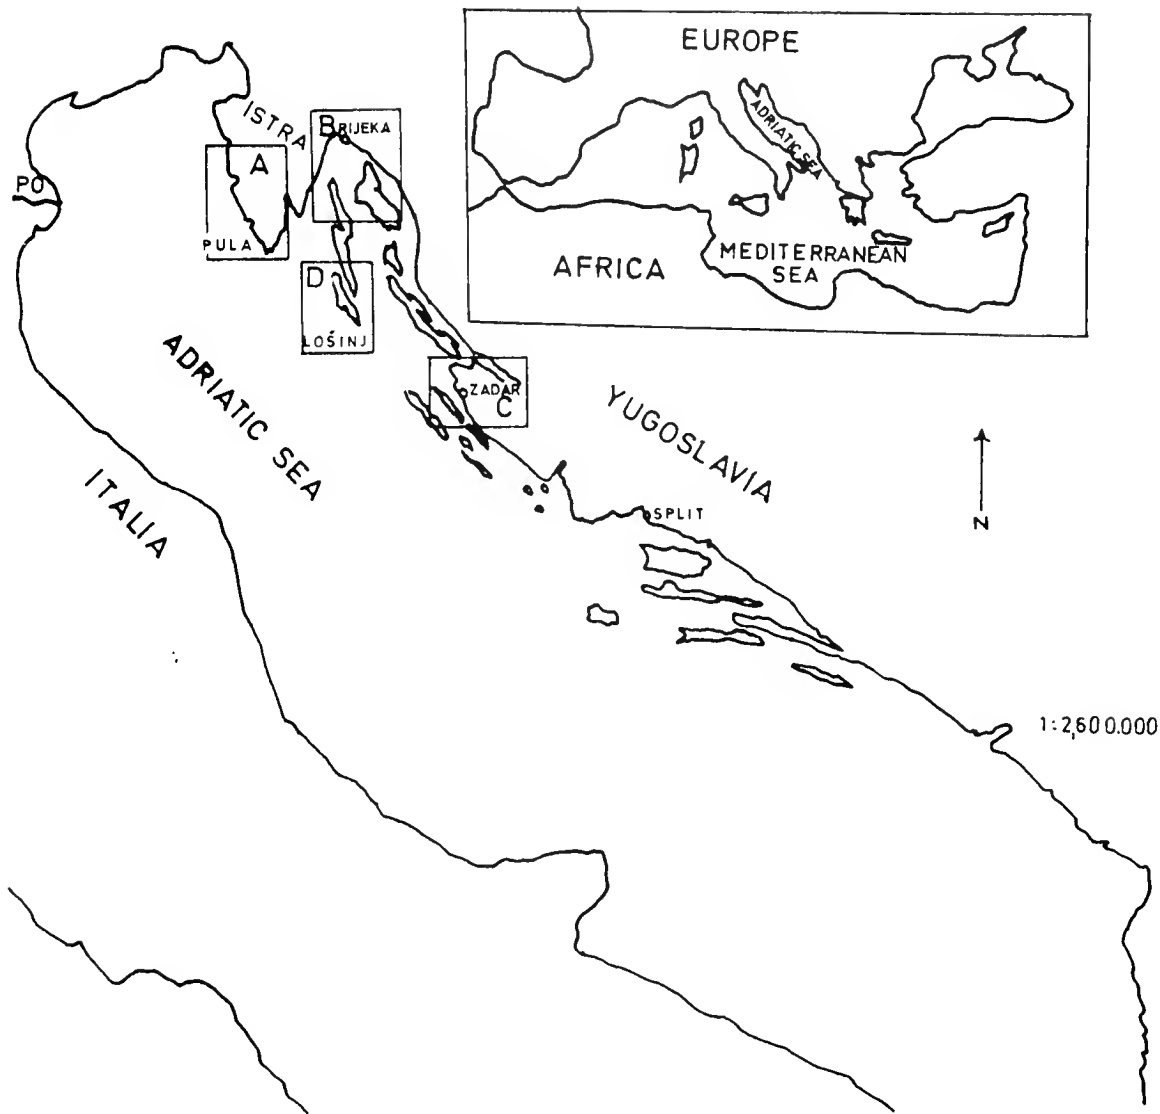 EUROPE
ADRIATIC SEA
MEDITERRANEAN
SEA
AFRICA
ISTRA
B
RIJEKA
A
PO
PULA
D
LOŠINJ
ZADAR
C
ADRIATIC SEA
YUGOSLAVIA
ITALIA
N
SPLIT
1:2,600.000